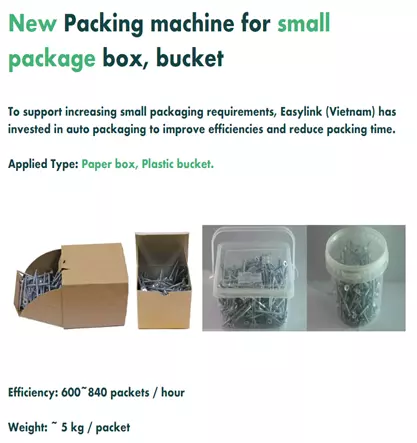 New Packing machine for small
package box, bucket
To support increasing small packaging requirements, Easylink (Vietnam) has
invested in auto packaging to improve efficiencies and reduce packing time.
Applied Type: Paper box, Plastic bucket.
Efficiency: 600~840 packets / hour
Weight: ~ 5 kg / packet